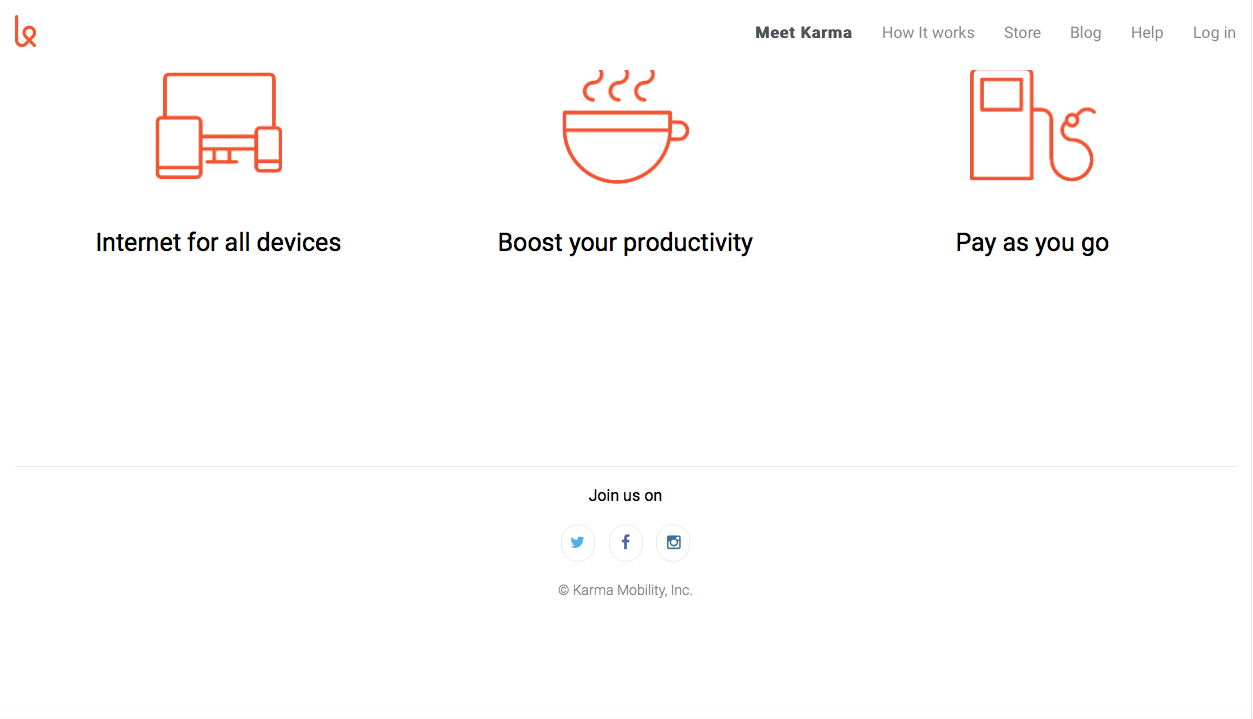 Meet Karma How It works Store Blog Help Log in
Internet for all devices Boost your productivity Pay as you go
Join us on
© Karma Mobility, Inc.